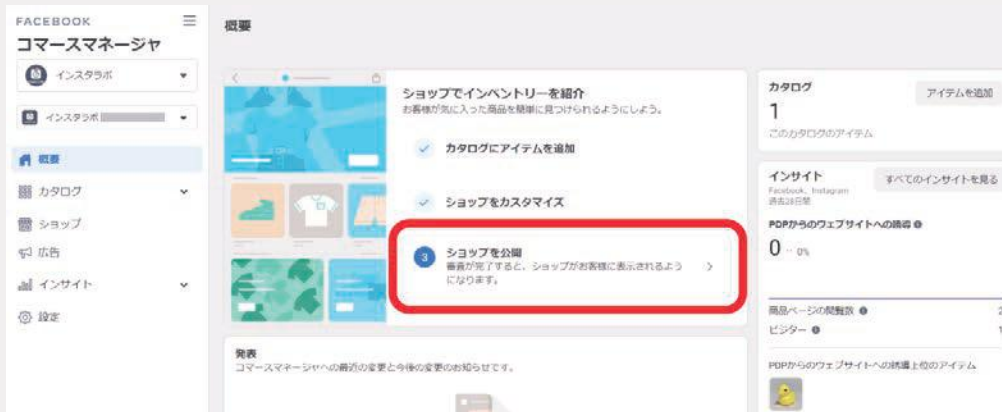 FACEBOOK
コマースマネージャ
インスタラボ
インスタラボ
概要
カタログ
ショップ
広告
インサイト
設定
概要
ショップでインベントリーを紹介
お客様が気に入った商品を簡単に見つけられるようにしよう。
カタログにアイテムを追加
ショップをカスタマイズ
3
ショップを公開
審査が完了すると、ショップがお客様に表示されるよう
になります。
発表
コマースマネージャへの最近の変更と今後の変更のお知らせです。
カタログ
アイテムを追加
1
このカタログのアイテム
インサイト
すべてのインサイトを見る
Facebook、Instagram
過去28日間
PDPからのウェブサイトへの誘導
0 -- 0%
商品ページの閲覧数
2
ビジター
1
PDPからのウェブサイトへの誘導上位のアイテム